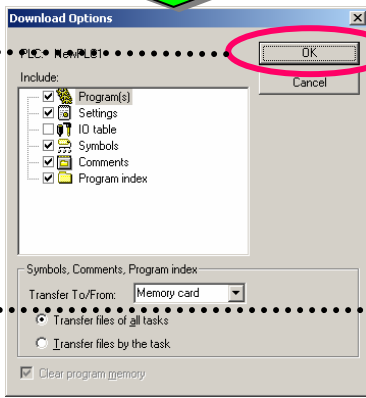 Download Options
PLC: NewPLC1
OK
Include:
Cancel
Program(s)
Settings
IO table
Symbols
Comments
Program index
Symbols, Comments, Program index
Transfer To/From: Memory card
Transfer files of all tasks
Transfer files by the task
Clear program memory